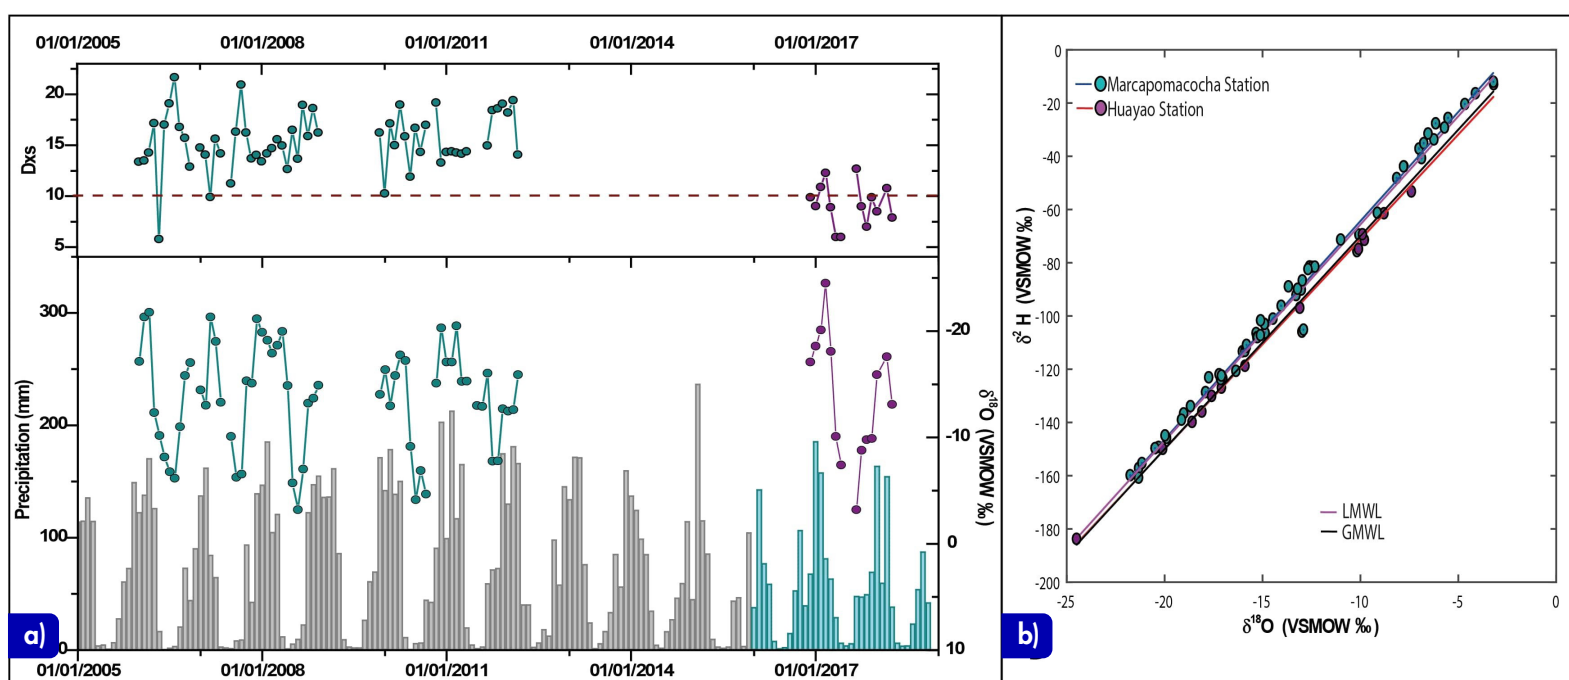 01/01/2005 01/01/2008 01/01/2011 01/01/2014 01/01/2017
20
15
10
5
Dxs
300
200
100
0
Precipitation (mm)
-20
-10
0
10
δ18O (VSMOW ‰)
01/01/2005 01/01/2008 01/01/2011 01/01/2014 01/01/2017
a)
0
-20
-40
-60
-80
-100
-120
-140
-160
-180
-200
δ2 H (VSMOW ‰)
Marcapomacocha Station
Huayao Station
LMWL
GMWL
-25 -20 -15 -10 -5 0
δ18O (VSMOW ‰)
b)